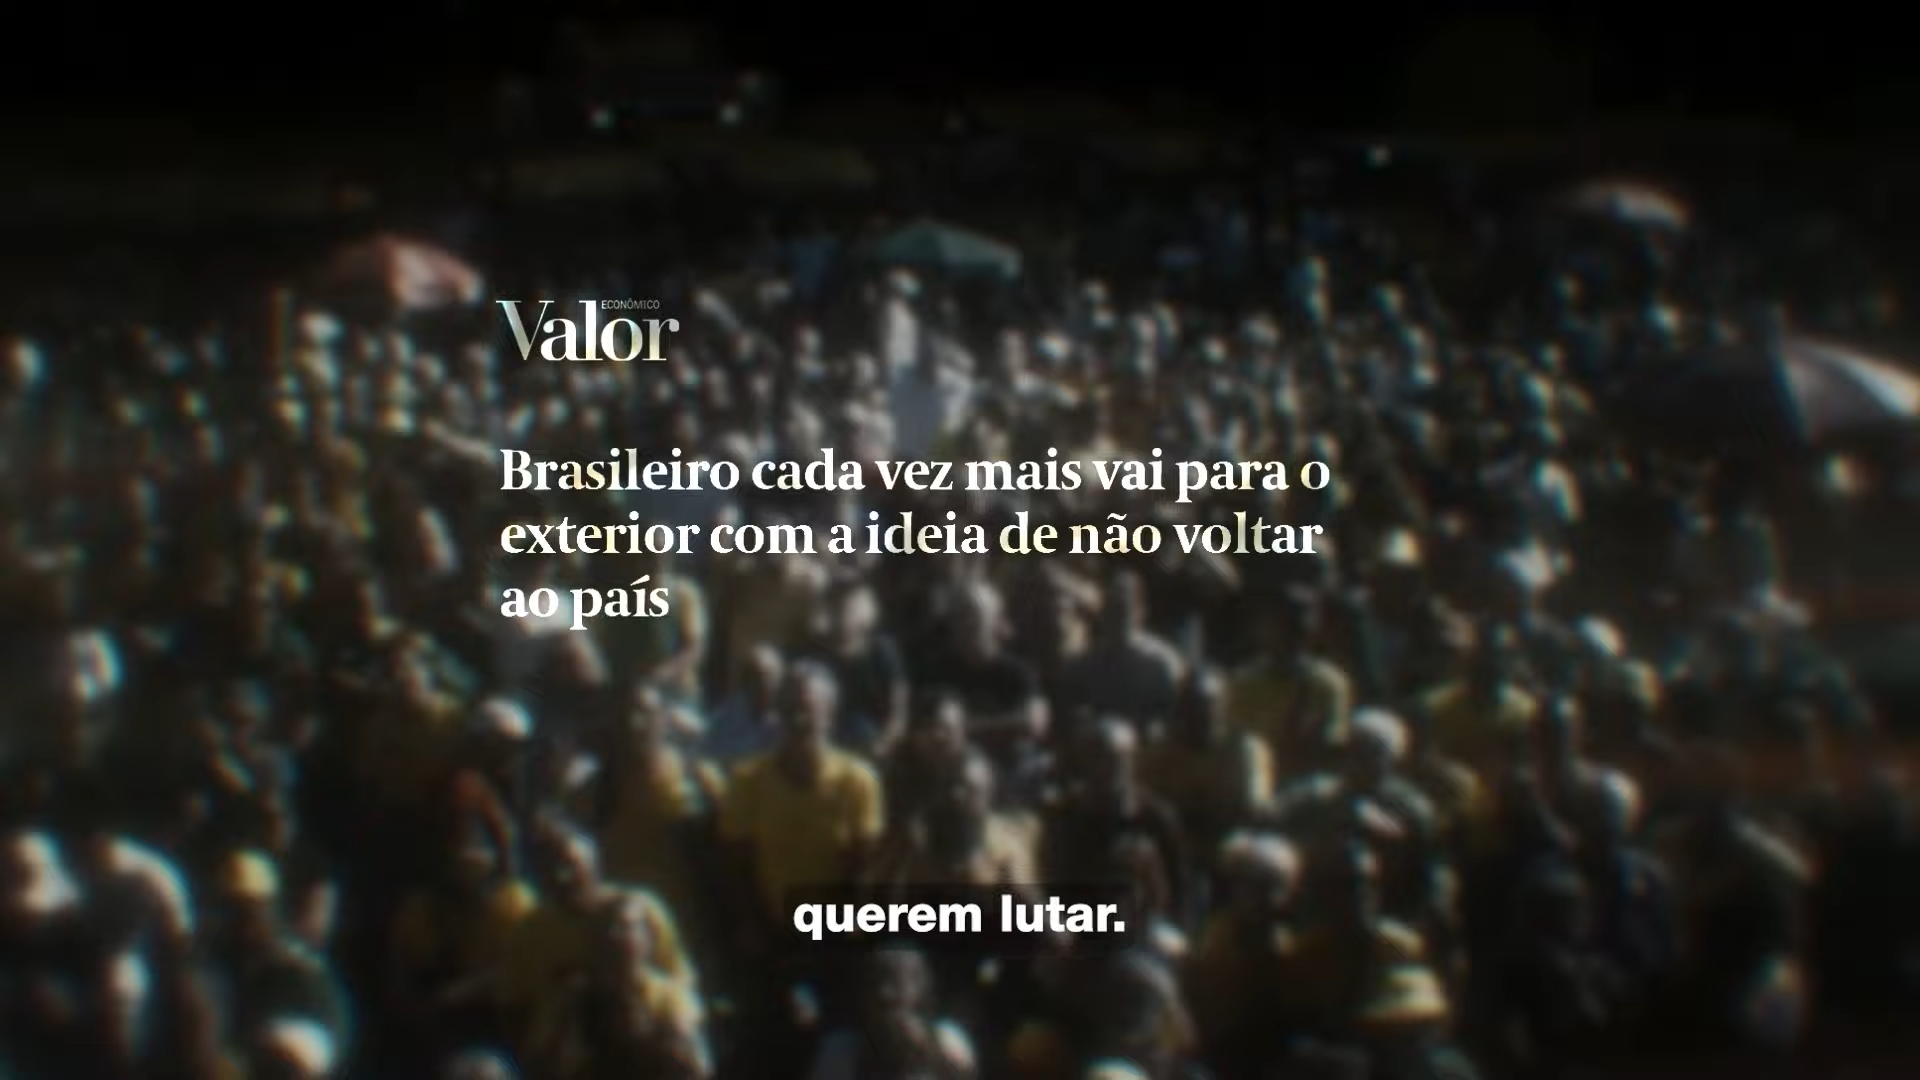 Valor
ECONÔMICO
Brasileiro cada vez mais vai para o
exterior com a ideia de não voltar
ao país
querem lutar.